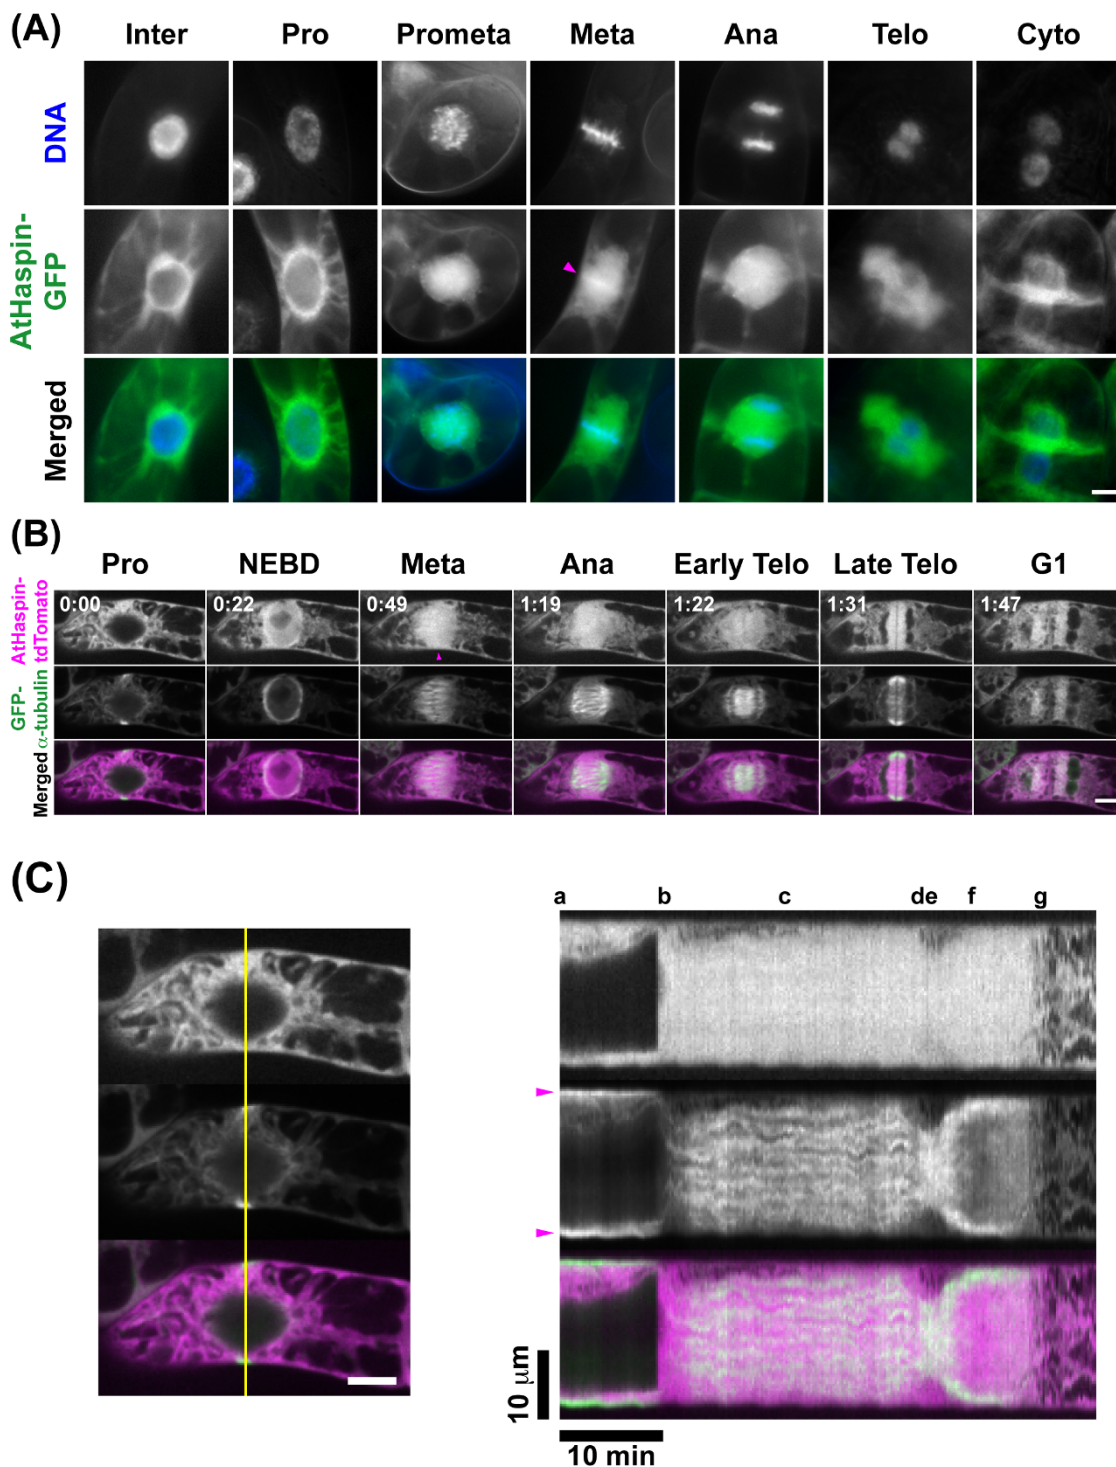 (A)
Inter Pro Prometa Meta Ana Telo Cyto
DNA
AtHaspin-
GFP
Merged
(B)
Pro NEBD Meta Ana Early Telo Late Telo G1
AtHaspin-
tdTomato
0:00 0:22 0:49 1:19 1:22 1:31 1:47
GFP-
α-tubulin
Merged
(C)
a b c d e f g
10 μm
10 min